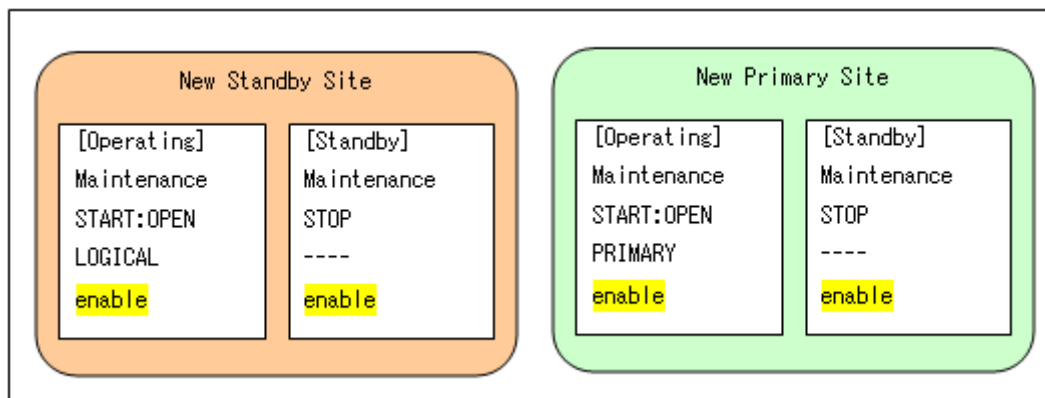 New Standby Site
[Operating]
Maintenance
START:OPEN
LOGICAL
enable
[Standby]
Maintenance
STOP
----
enable
New Primary Site
[Operating]
Maintenance
START:OPEN
PRIMARY
enable
[Standby]
Maintenance
STOP
----
enable